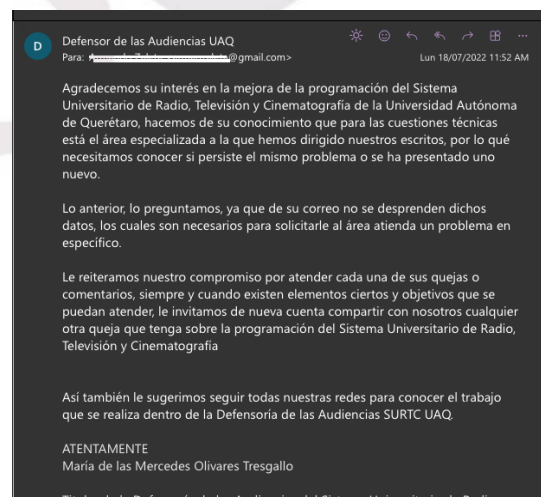 D
Defensor de las Audiencias UAQ
Para: @gmail.com>
Lun 18/07/2022 11:52 AM
Agradecemos su interés en la mejora de la programación del Sistema
Universitario de Radio, Televisión y Cinematografía de la Universidad Autónoma
de Querétaro, hacemos de su conocimiento que para las cuestiones técnicas
está el área especializada a la que hemos dirigido nuestros escritos, por lo qué
necesitamos conocer si persiste el mismo problema o se ha presentado uno
nuevo.
Lo anterior, lo preguntamos, ya que de su correo no se desprenden dichos
datos, los cuales son necesarios para solicitarle al área atienda un problema en
específico.
Le reiteramos nuestro compromiso por atender cada una de sus quejas o
comentarios, siempre y cuando existen elementos ciertos y objetivos que se
puedan atender, le invitamos de nueva cuenta compartir con nosotros cualquier
otra queja que tenga sobre la programación del Sistema Universitario de Radio,
Televisión y Cinematografía
Así también le sugerimos seguir todas nuestras redes para conocer el trabajo
que se realiza dentro de la Defensoría de las Audiencias SURTC UAQ.
ATENTAMENTE
María de las Mercedes Olivares Tresgallo